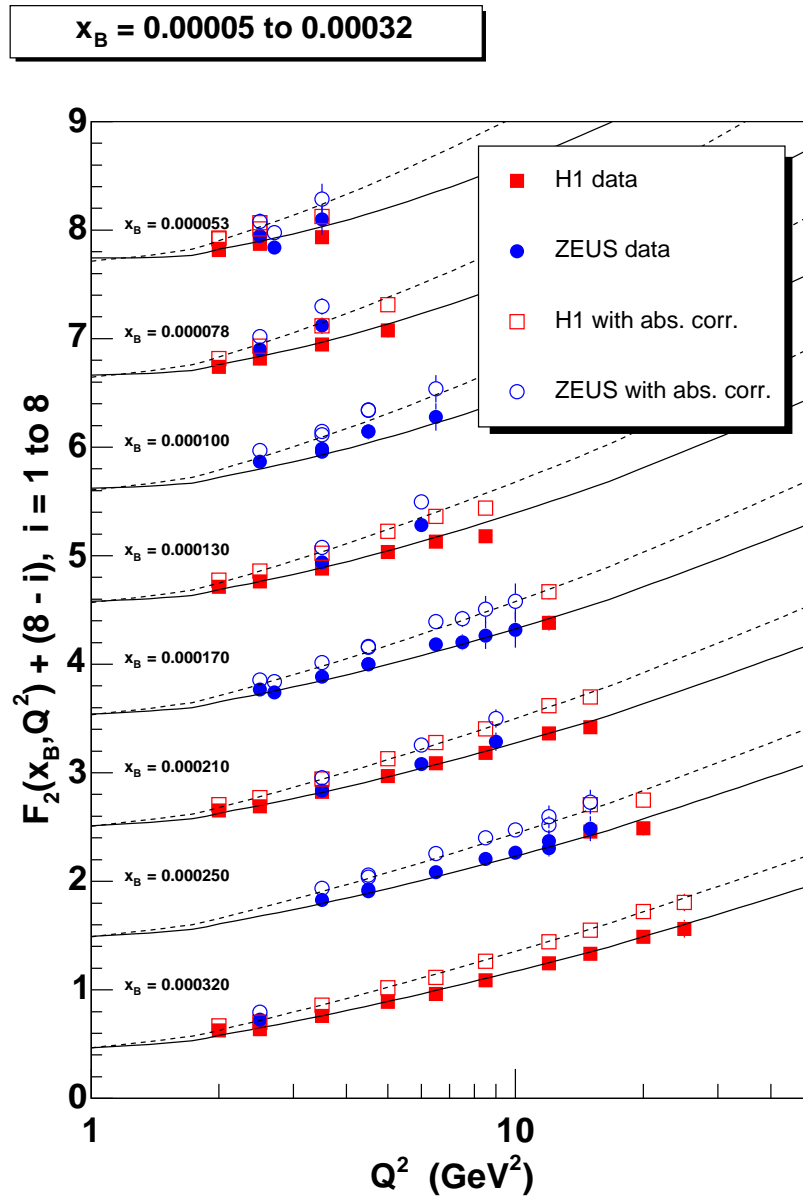 x_B = 0.00005 to 0.00032
9
8
7
6
5
4
3
2
1
0
F_2(x_B,Q^2) + (8 - i), i = 1 to 8
H1 data
ZEUS data
H1 with abs. corr.
ZEUS with abs. corr.
x_B = 0.000053
x_B = 0.000078
x_B = 0.000100
x_B = 0.000130
x_B = 0.000170
x_B = 0.000210
x_B = 0.000250
x_B = 0.000320
1
10
Q^2 (GeV^2)